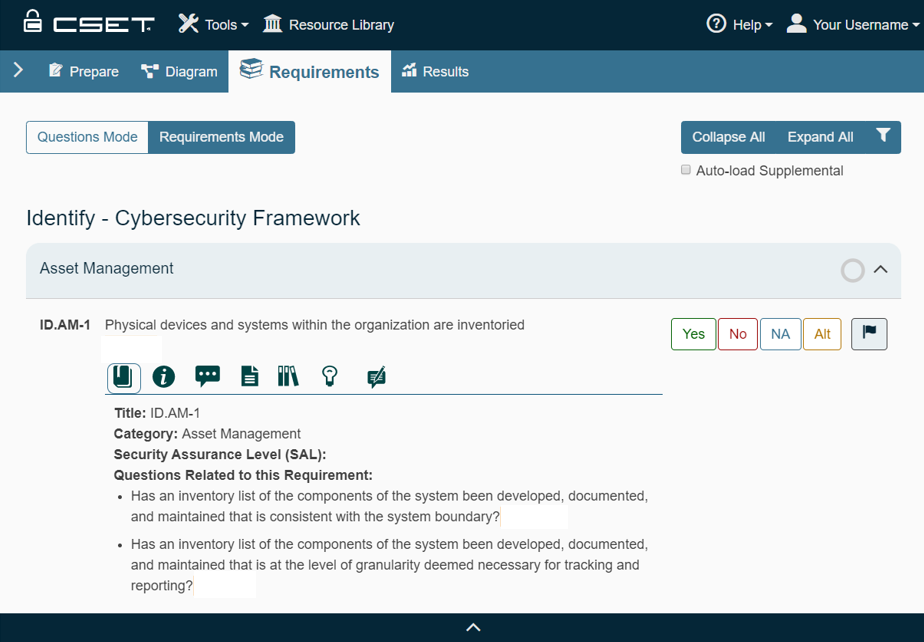 CSET Tools Resource Library Help Your Username
Prepare Diagram Requirements Results
Questions Mode Requirements Mode Collapse All Expand All
Auto-load Supplemental
Identify - Cybersecurity Framework
Asset Management
ID.AM-1 Physical devices and systems within the organization are inventoried Yes No NA Alt
Title: ID.AM-1
Category: Asset Management
Security Assurance Level (SAL):
Questions Related to this Requirement:
• Has an inventory list of the components of the system been developed, documented,
and maintained that is consistent with the system boundary?
• Has an inventory list of the components of the system been developed, documented,
and maintained that is at the level of granularity deemed necessary for tracking and
reporting?